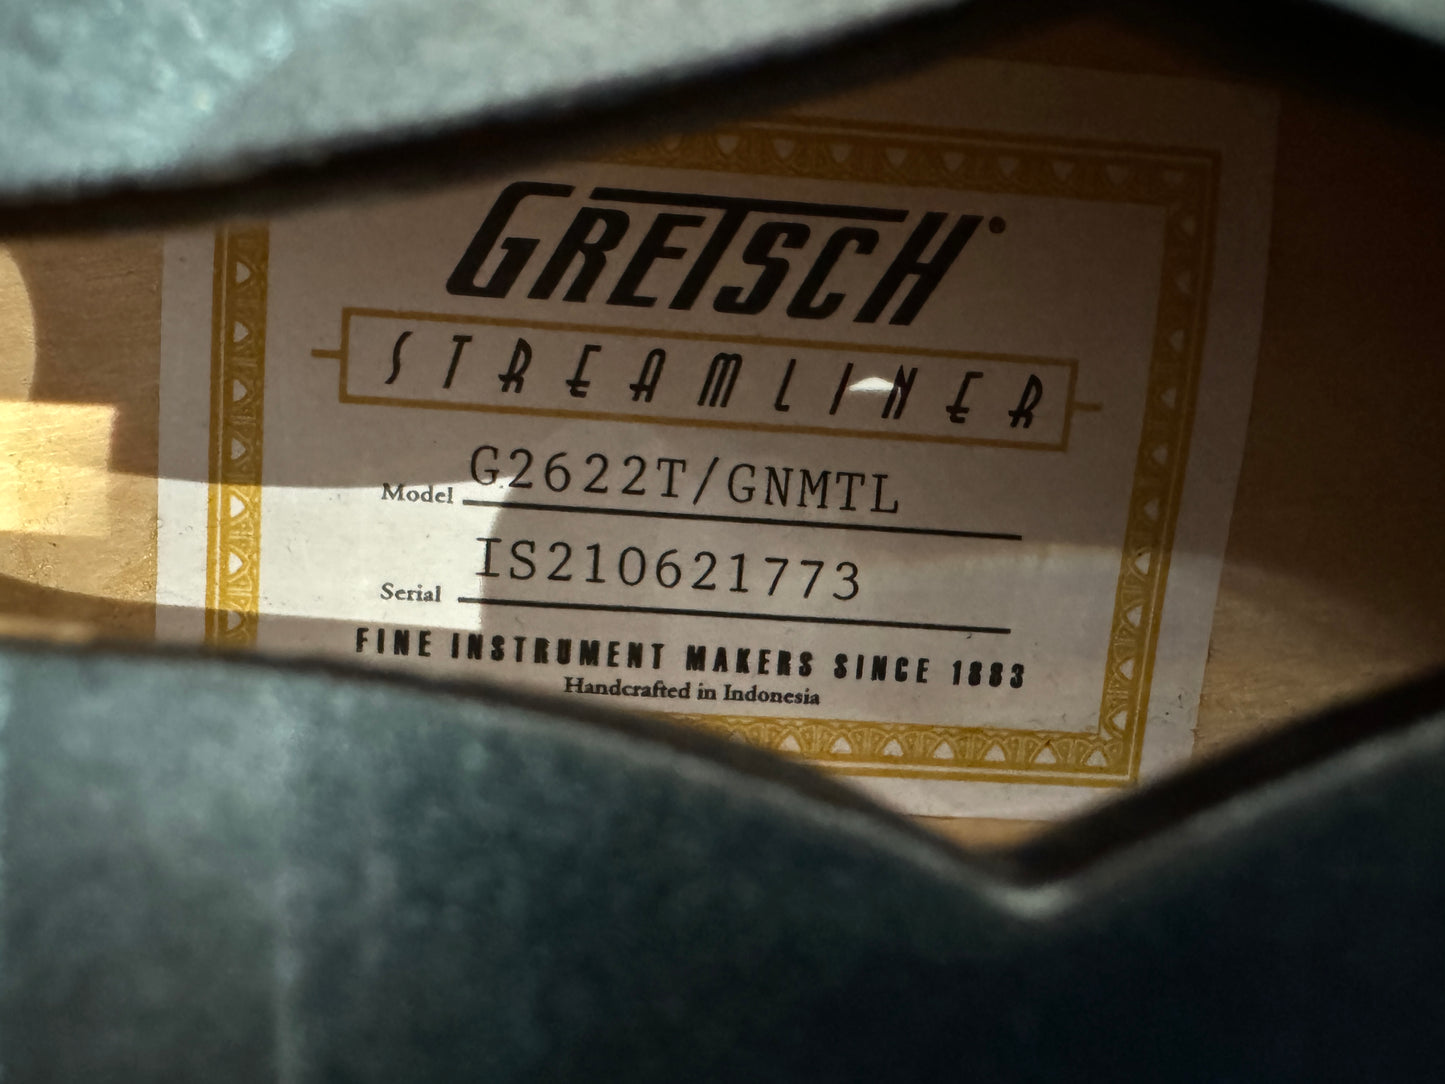 GRETSCH®
STREAMLINER
Model G2622T/GNMTL
Serial IS210621773
FINE INSTRUMENT MAKERS SINCE 1883
Handcrafted in Indonesia